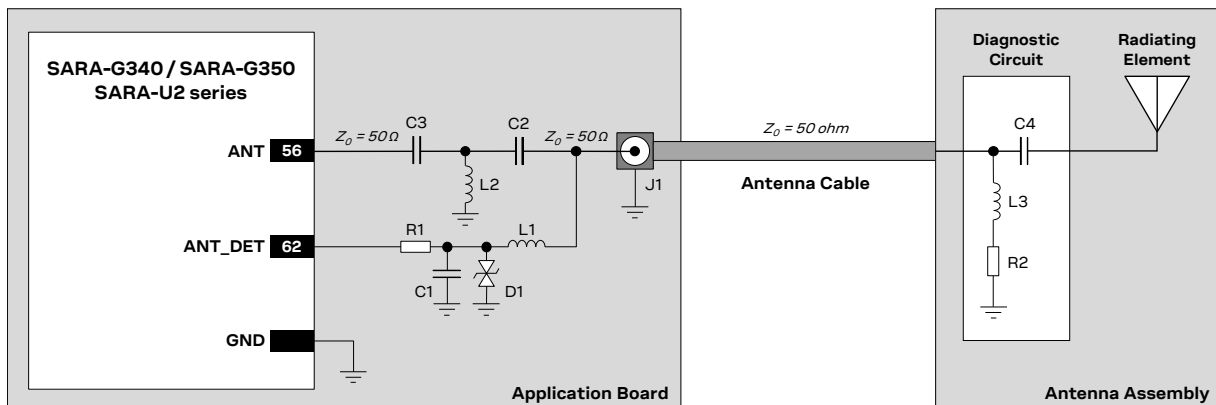 SARA-G340 / SARA-G350
SARA-U2 series
ANT 56
Z0 = 50 Ω
C3
C2
Z0 = 50 Ω
L2
J1
ANT_DET 62
R1
L1
C1
D1
GND
Application Board
Z0 = 50 ohm
Antenna Cable
Diagnostic
Circuit
Radiating
Element
C4
L3
R2
Antenna Assembly